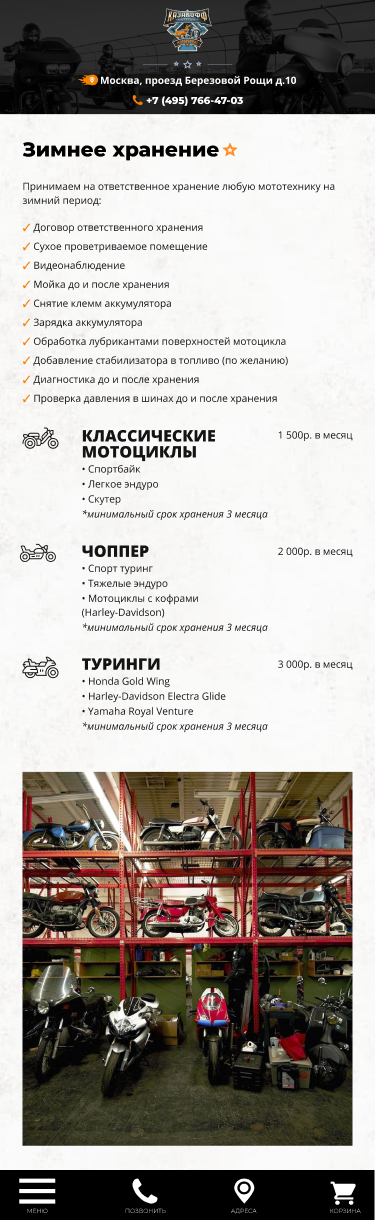 КАЗАНОФФ
Москва, проезд Березовой Рощи д.10
+7 (495) 766-47-03
Зимнее хранение
Принимаем на ответственное хранение любую мототехнику на
зимний период:
✓ Договор ответственного хранения
✓ Сухое проветриваемое помещение
✓ Видеонаблюдение
✓ Мойка до и после хранения
✓ Снятие клемм аккумулятора
✓ Зарядка аккумулятора
✓ Обработка лубрикантами поверхностей мотоцикла
✓ Добавление стабилизатора в топливо (по желанию)
✓ Диагностика до и после хранения
✓ Проверка давления в шинах до и после хранения
КЛАССИЧЕСКИЕ 1 500р. в месяц
МОТОЦИКЛЫ
• Спортбайк
• Легкое эндуро
• Скутер
*минимальный срок хранения 3 месяца
ЧОППЕР 2 000р. в месяц
• Спорт туринг
• Тяжелые эндуро
• Мотоциклы с кофрами
(Harley-Davidson)
*минимальный срок хранения 3 месяца
ТУРИНГИ 3 000р. в месяц
• Honda Gold Wing
• Harley-Davidson Electra Glide
• Yamaha Royal Venture
*минимальный срок хранения 3 месяца
МЕНЮ ПОЗВОНИТЬ АДРЕСА КОРЗИНА